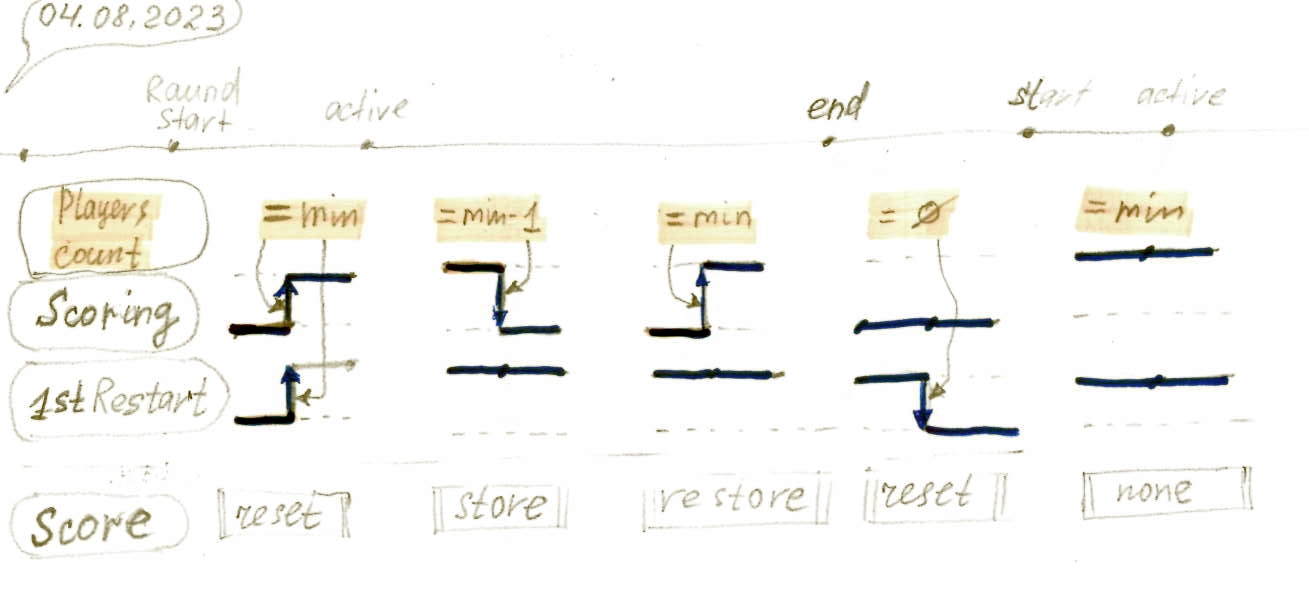 04.08.2023
Raund
start
active
end
start
active
Players
count
=min
=min-1
=min
=Ø
=min
Scoring
1st Restart
Score
reset
store
restore
reset
none